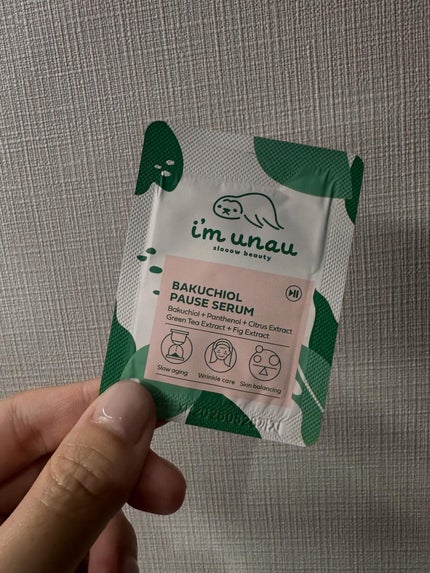 i'm unau
slooow beauty
BAKUCHIOL
PAUSE SERUM
Bakuchiol + Panthenol + Citrus Extract
Green Tea Extract + Fig Extract
Slow aging
Wrinkle care
Skin balancing